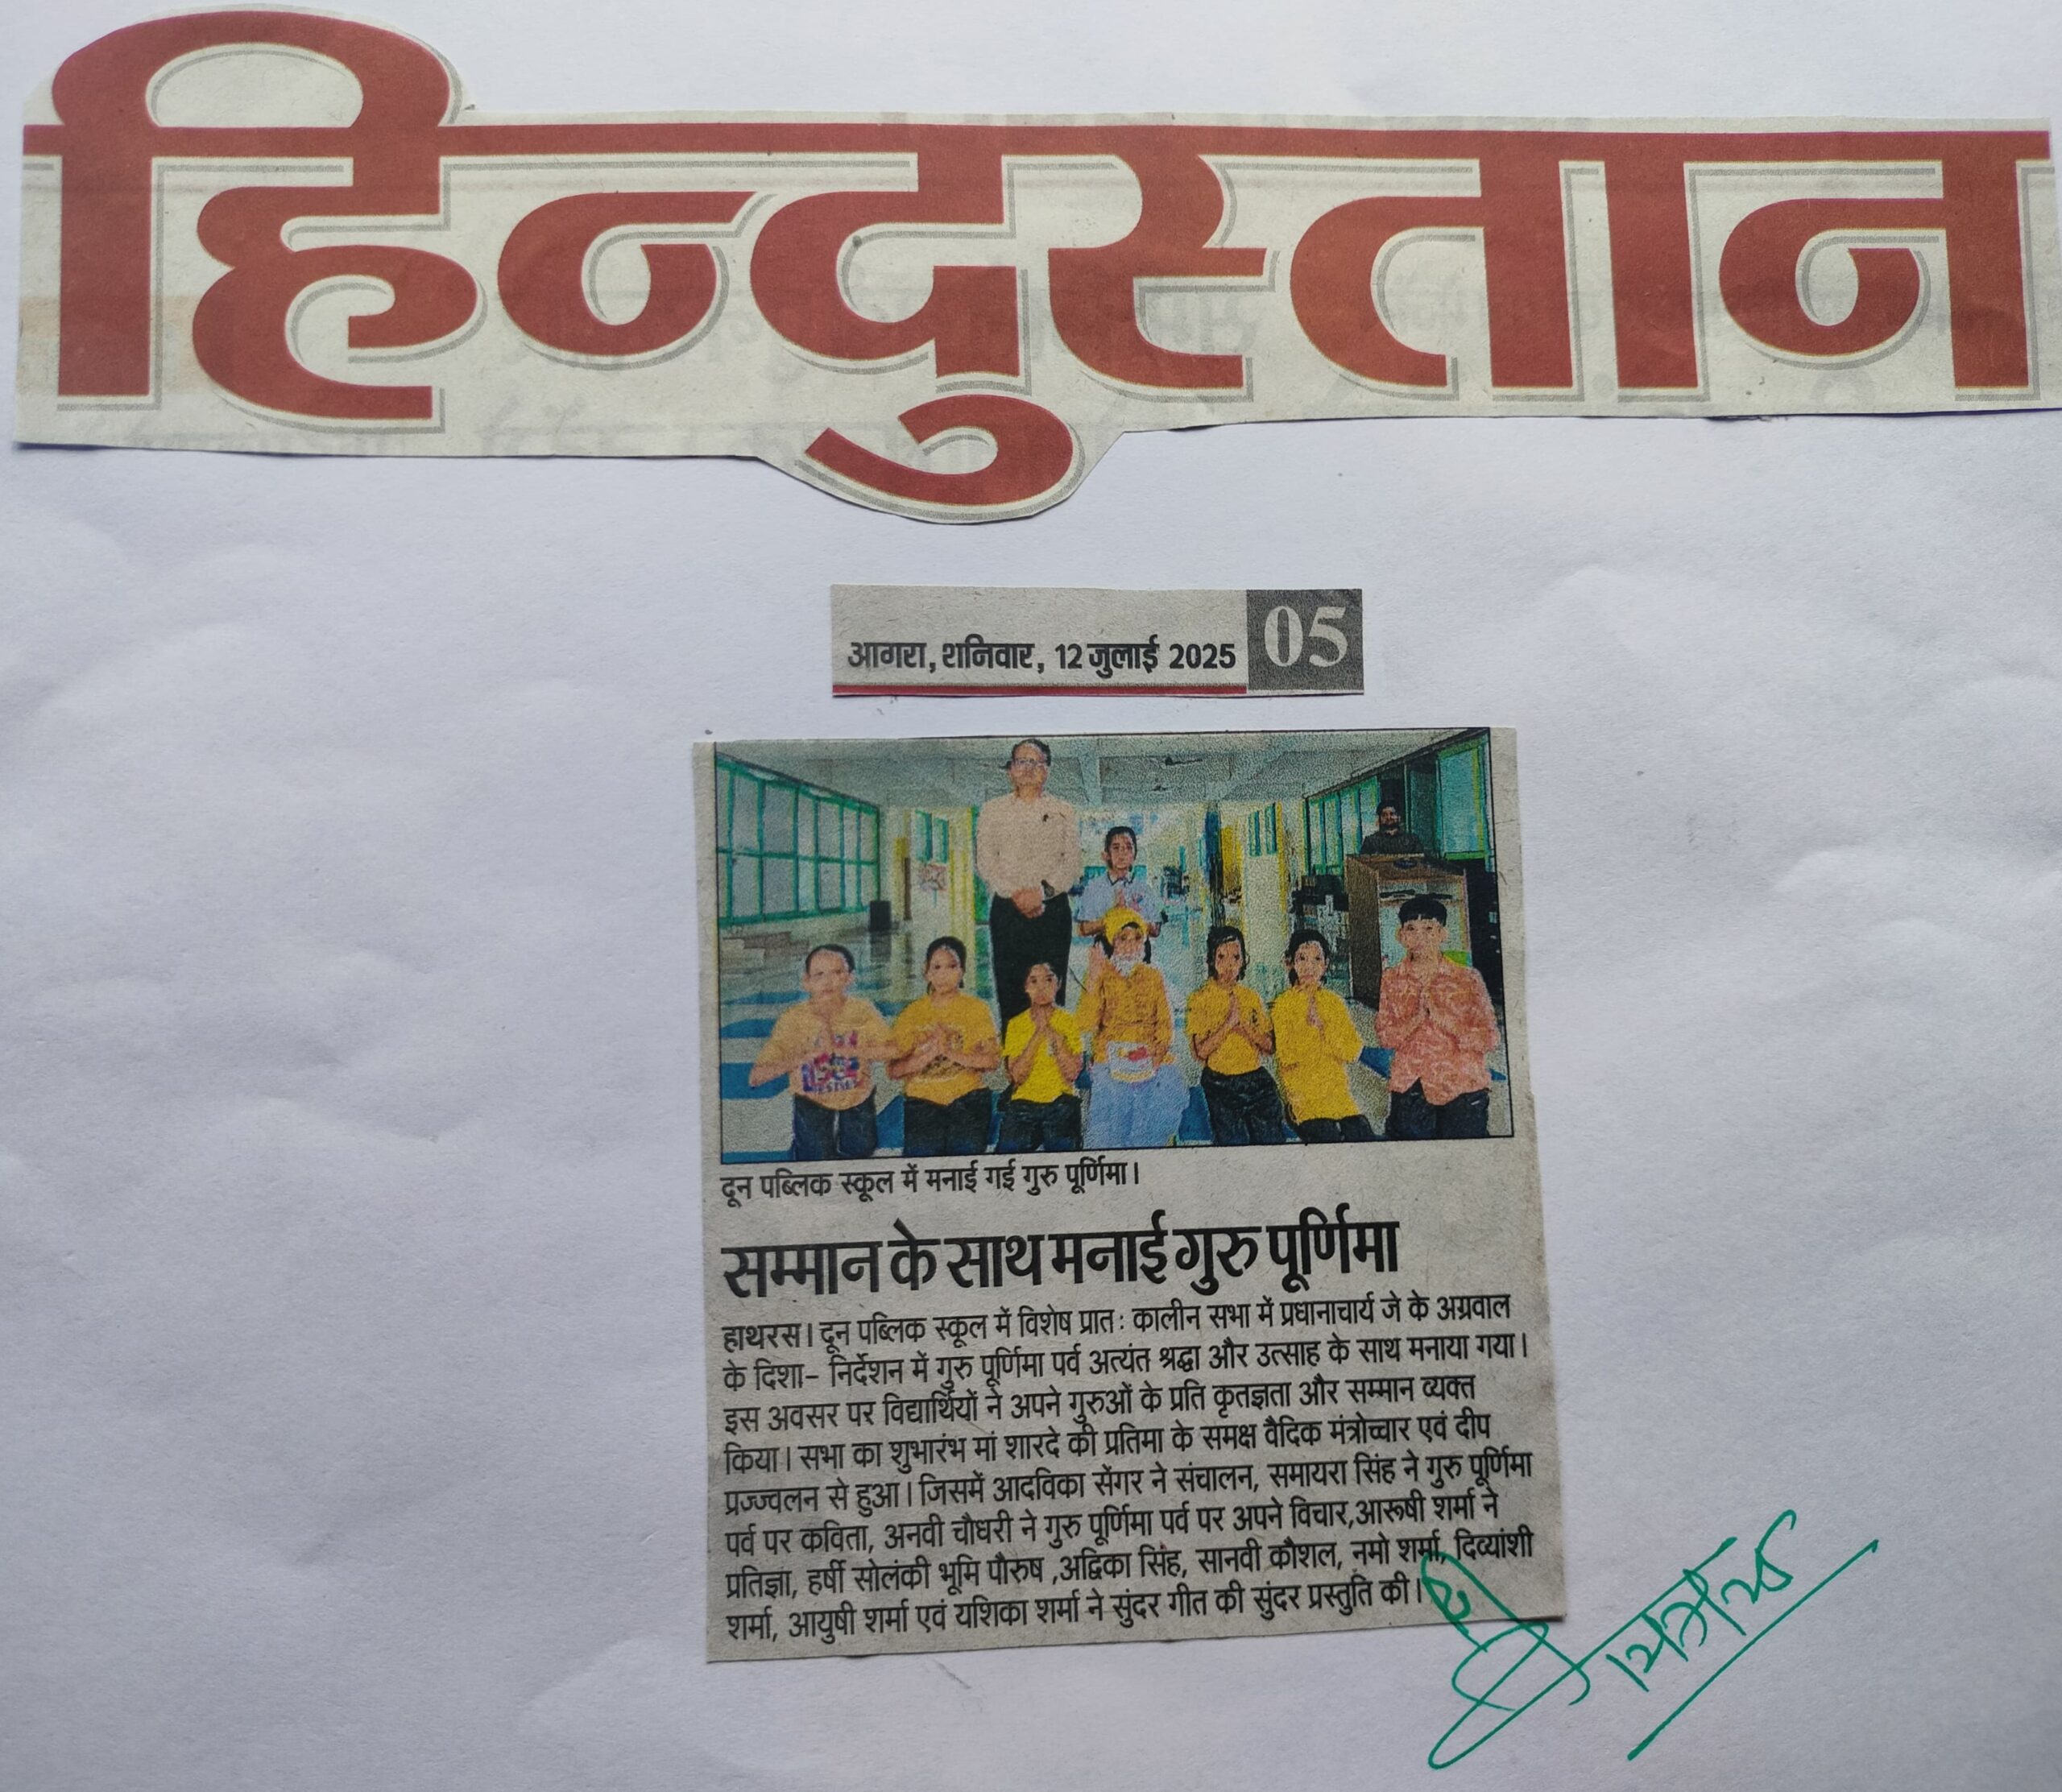 हिन्दुस्तान
आगरा, शनिवार, 12 जुलाई 2025 05
दून पब्लिक स्कूल में मनाई गई गुरु पूर्णिमा।
सम्मान के साथ मनाई गुरु पूर्णिमा
हाथरस। दून पब्लिक स्कूल में विशेष प्रातः कालीन सभा में प्रधानाचार्य जे के अग्रवाल
के दिशा- निर्देशन में गुरु पूर्णिमा पर्व अत्यंत श्रद्धा और उत्साह के साथ मनाया गया।
इस अवसर पर विद्यार्थियों ने अपने गुरुओं के प्रति कृतज्ञता और सम्मान व्यक्त
किया। सभा का शुभारंभ मां शारदे की प्रतिमा के समक्ष वैदिक मंत्रोच्चार एवं दीप
प्रज्ज्वलन से हुआ। जिसमें आदविका सेंगर ने संचालन, समायरा सिंह ने गुरु पूर्णिमा
पर्व पर कविता, अनवी चौधरी ने गुरु पूर्णिमा पर्व पर अपने विचार,आरूषी शर्मा ने
प्रतिज्ञा, हर्षी सोलंकी भूमि पौरुष ,अद्विका सिंह, सानवी कौशल, नमो शर्मा, दिव्यांशी
शर्मा, आयुषी शर्मा एवं यशिका शर्मा ने सुंदर गीत की सुंदर प्रस्तुति की।